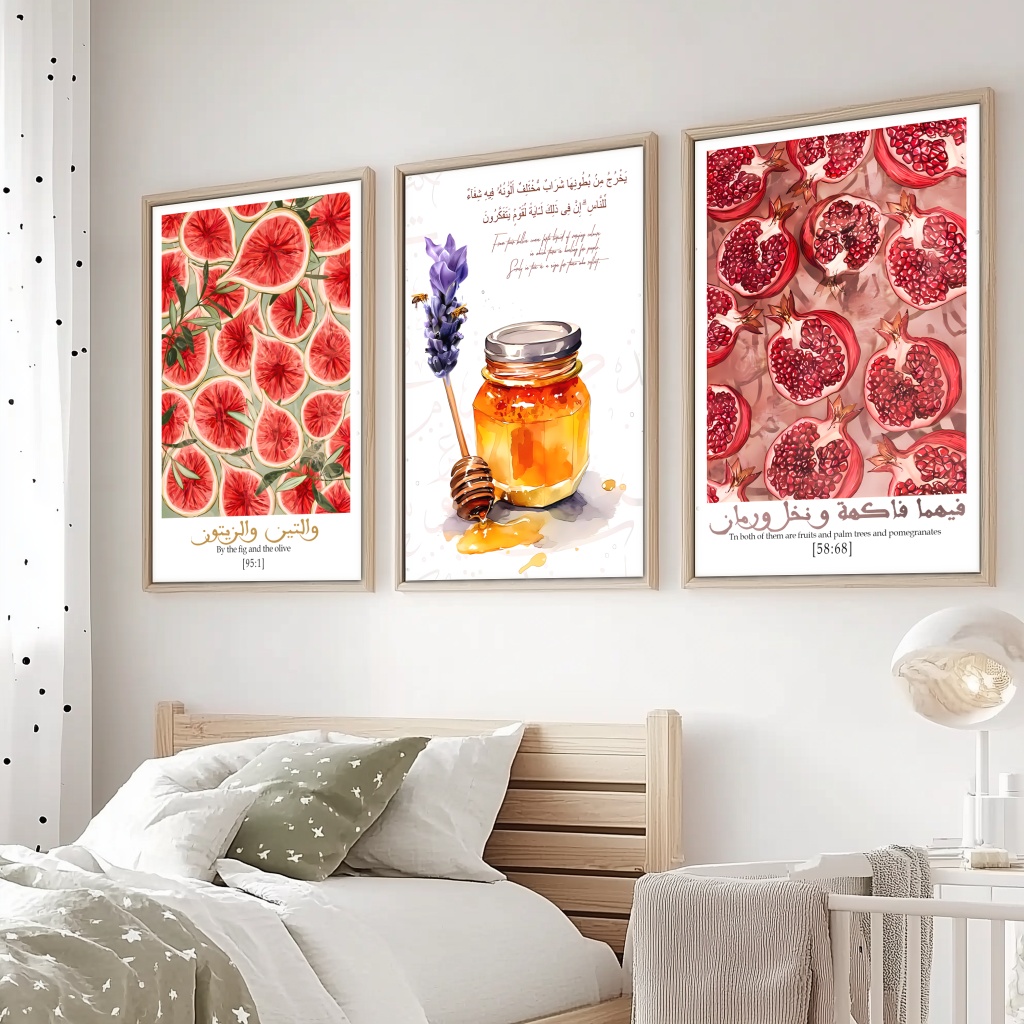 والتين والزيتون
By the fig and the olive
[95:1]
يَخْرُجُ مِنْ بُطُونِهَا شَرَابٌ مُّخْتَلِفٌ أَلْوَٰنُهُۥ فِيهِ شِفَآءٌ
لِّلنَّاسِ ۗ إِنَّ فِى ذَٰلِكَ لَـَٔايَةً لِّقَوْمٍ يَتَفَكَّرُونَ
فيهما فاكهة ونخل ورمان
Tn both of them are fruits and palm trees and pomegranates
[58:68]